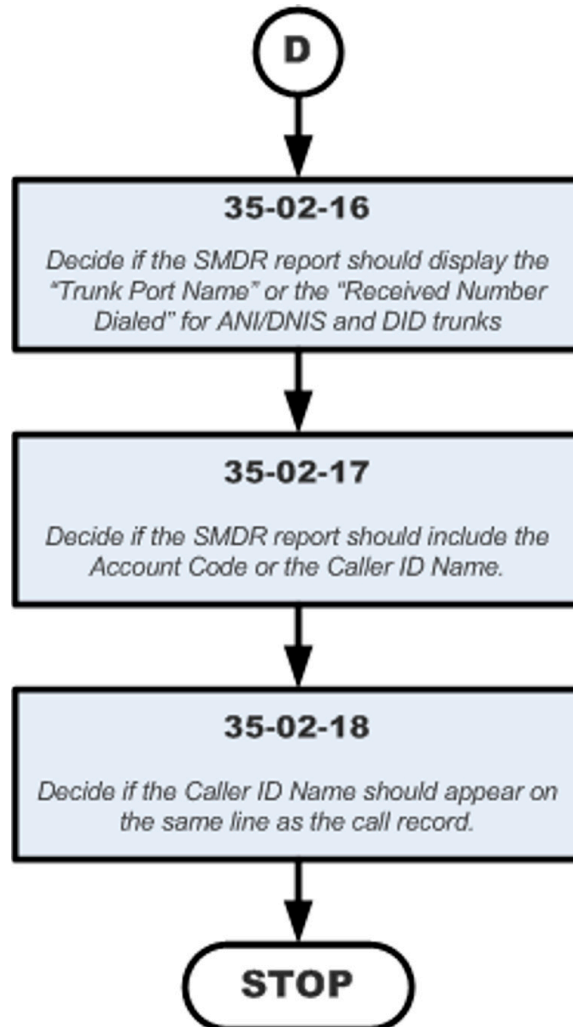 D
35-02-16
Decide if the SMDR report should display the
“Trunk Port Name” or the “Received Number
Dialed” for ANI/DNIS and DID trunks
35-02-17
Decide if the SMDR report should include the
Account Code or the Caller ID Name.
35-02-18
Decide if the Caller ID Name should appear on
the same line as the call record.
STOP